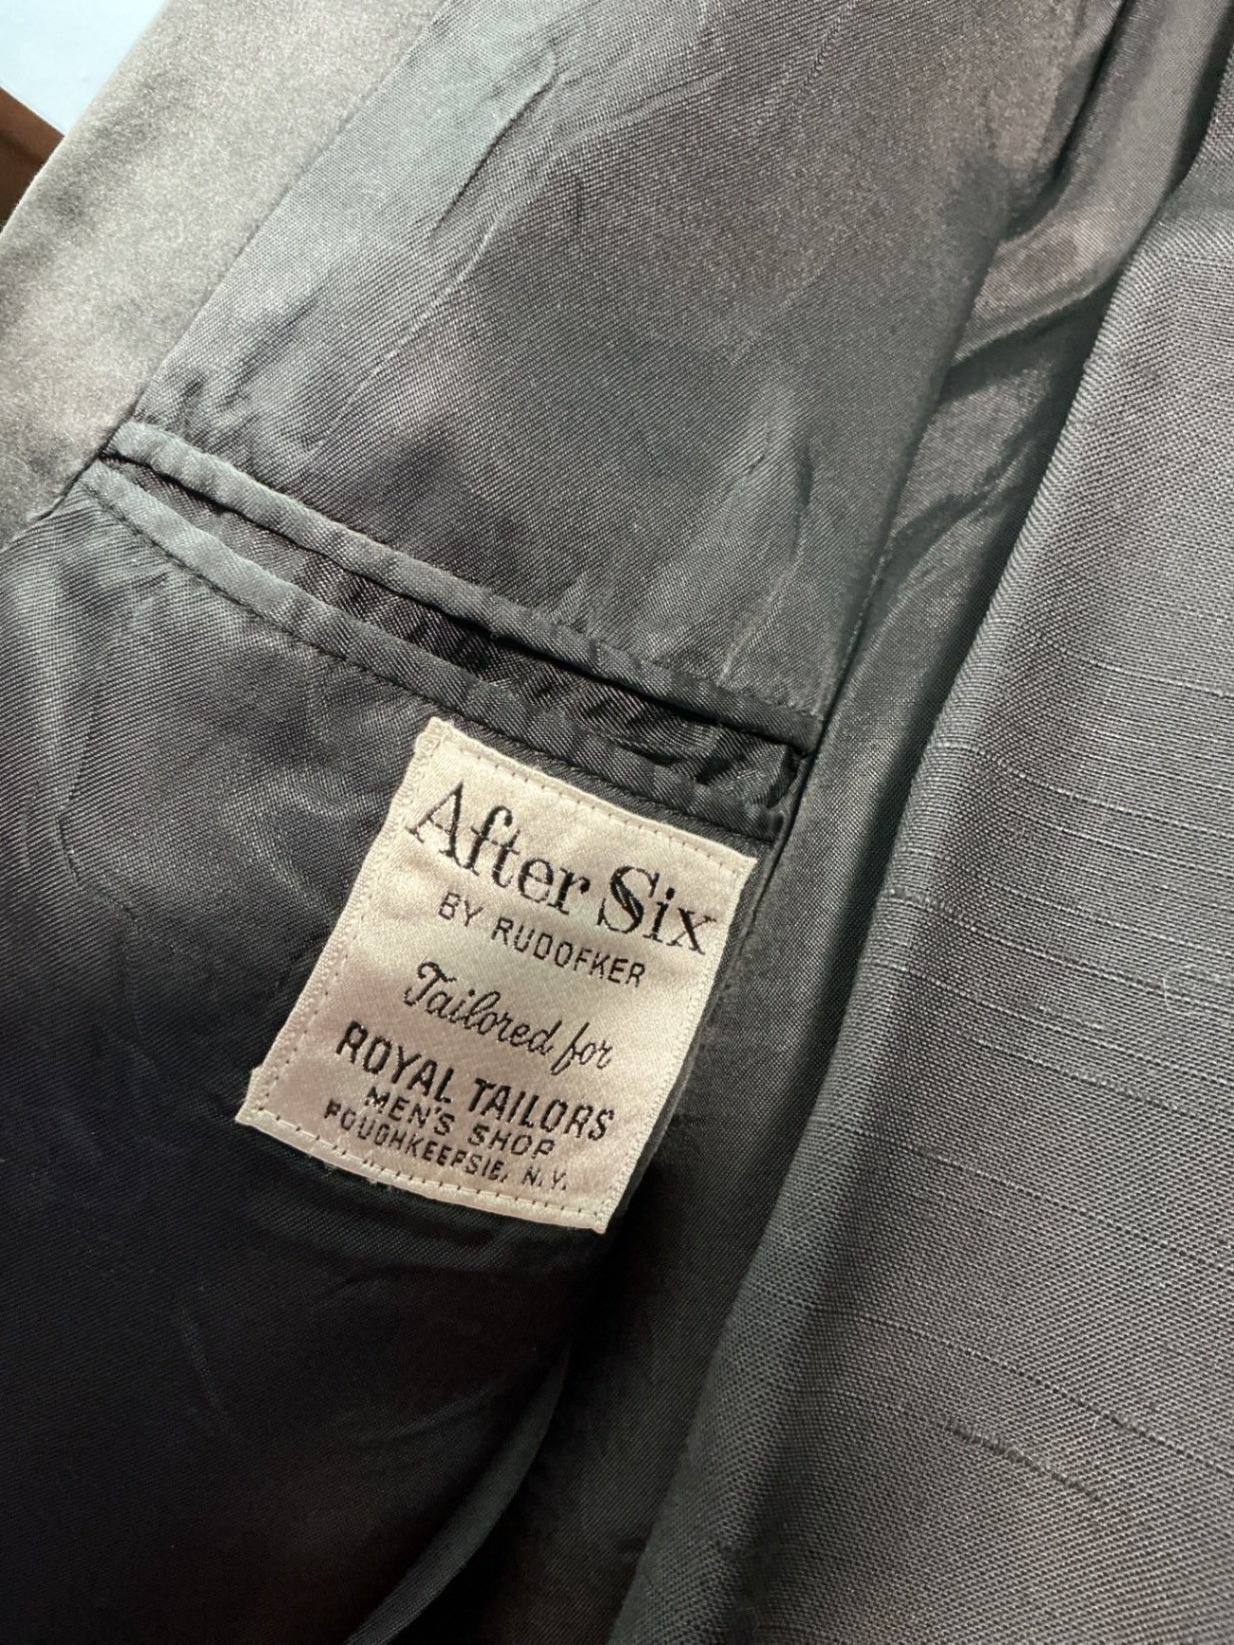 After Six
BY RUDOFKER
Tailored for
ROYAL TAILORS
MEN'S SHOP
POUGHKEEPSIE, N.Y.